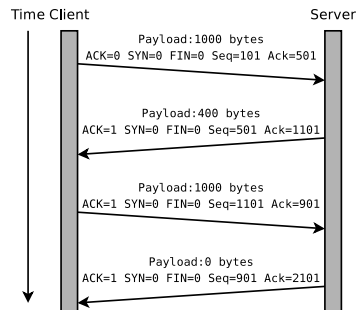 Time Client Server
Payload:1000 bytes
ACK=0 SYN=0 FIN=0 Seq=101 Ack=501
Payload:400 bytes
ACK=1 SYN=0 FIN=0 Seq=501 Ack=1101
Payload:1000 bytes
ACK=1 SYN=0 FIN=0 Seq=1101 Ack=901
Payload:0 bytes
ACK=1 SYN=0 FIN=0 Seq=901 Ack=2101